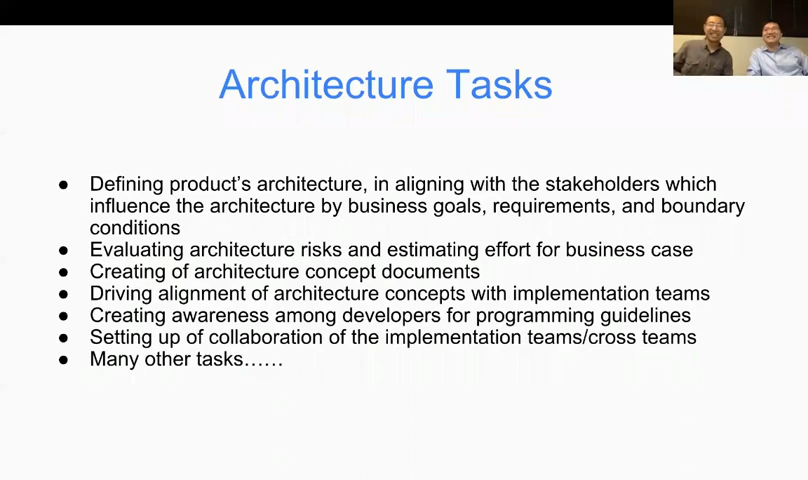 Architecture Tasks
● Defining product's architecture, in aligning with the stakeholders which
influence the architecture by business goals, requirements, and boundary
conditions
● Evaluating architecture risks and estimating effort for business case
● Creating of architecture concept documents
● Driving alignment of architecture concepts with implementation teams
● Creating awareness among developers for programming guidelines
● Setting up of collaboration of the implementation teams/cross teams
● Many other tasks……